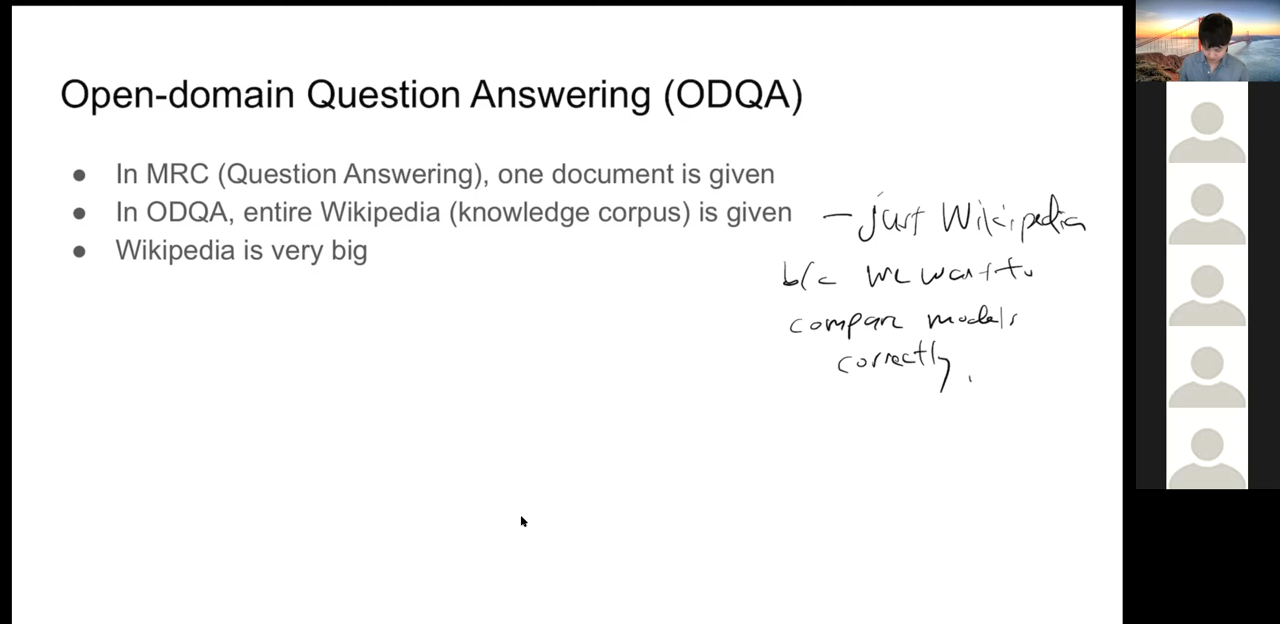 Open-domain Question Answering (ODQA)
● In MRC (Question Answering), one document is given
● In ODQA, entire Wikipedia (knowledge corpus) is given
● Wikipedia is very big
— just Wikipedia
b/c we want to
compare models
correctly.